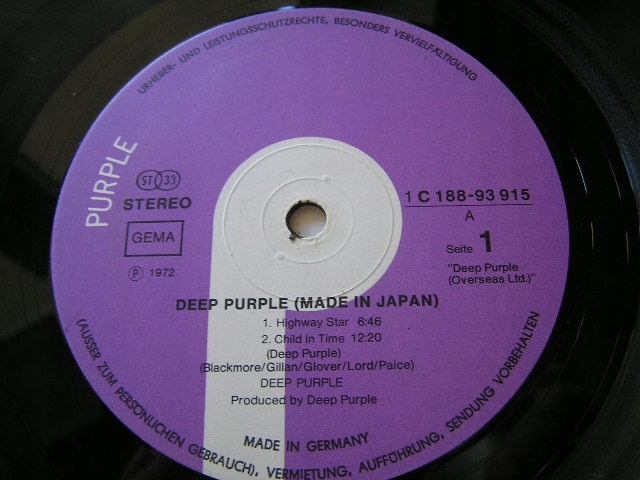 URHEBER- UND LEISTUNGSSCHUTZRECHTE, BESONDERS VERVIELFÄLTIGUNG
PURPLE
ST 33
STEREO
GEMA
Ⓟ 1972
1 C 188-93 915
A
Seite 1
"Deep Purple
(Overseas Ltd.)"
DEEP PURPLE (MADE IN JAPAN)
1. Highway Star 6:46
2. Child In Time 12:20
(Deep Purple)
(Blackmore/Gillan/Glover/Lord/Paice)
DEEP PURPLE
Produced by Deep Purple
MADE IN GERMANY
(AUSSER ZUM PERSÖNLICHEN GEBRAUCH), VERMIETUNG, AUFFÜHRUNG, SENDUNG VORBEHALTEN